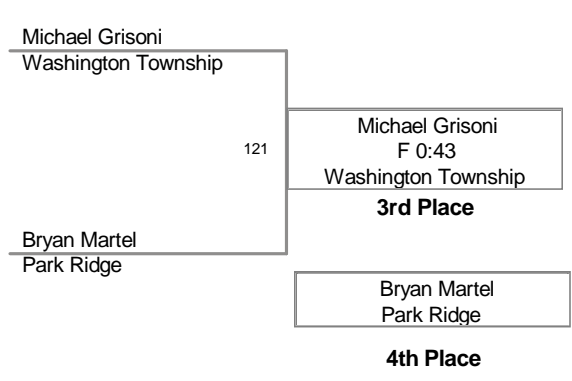 Michael Grisoni
Washington Township
121
Michael Grisoni
F 0:43
Washington Township
3rd Place
Bryan Martel
Park Ridge
Bryan Martel
Park Ridge
4th Place